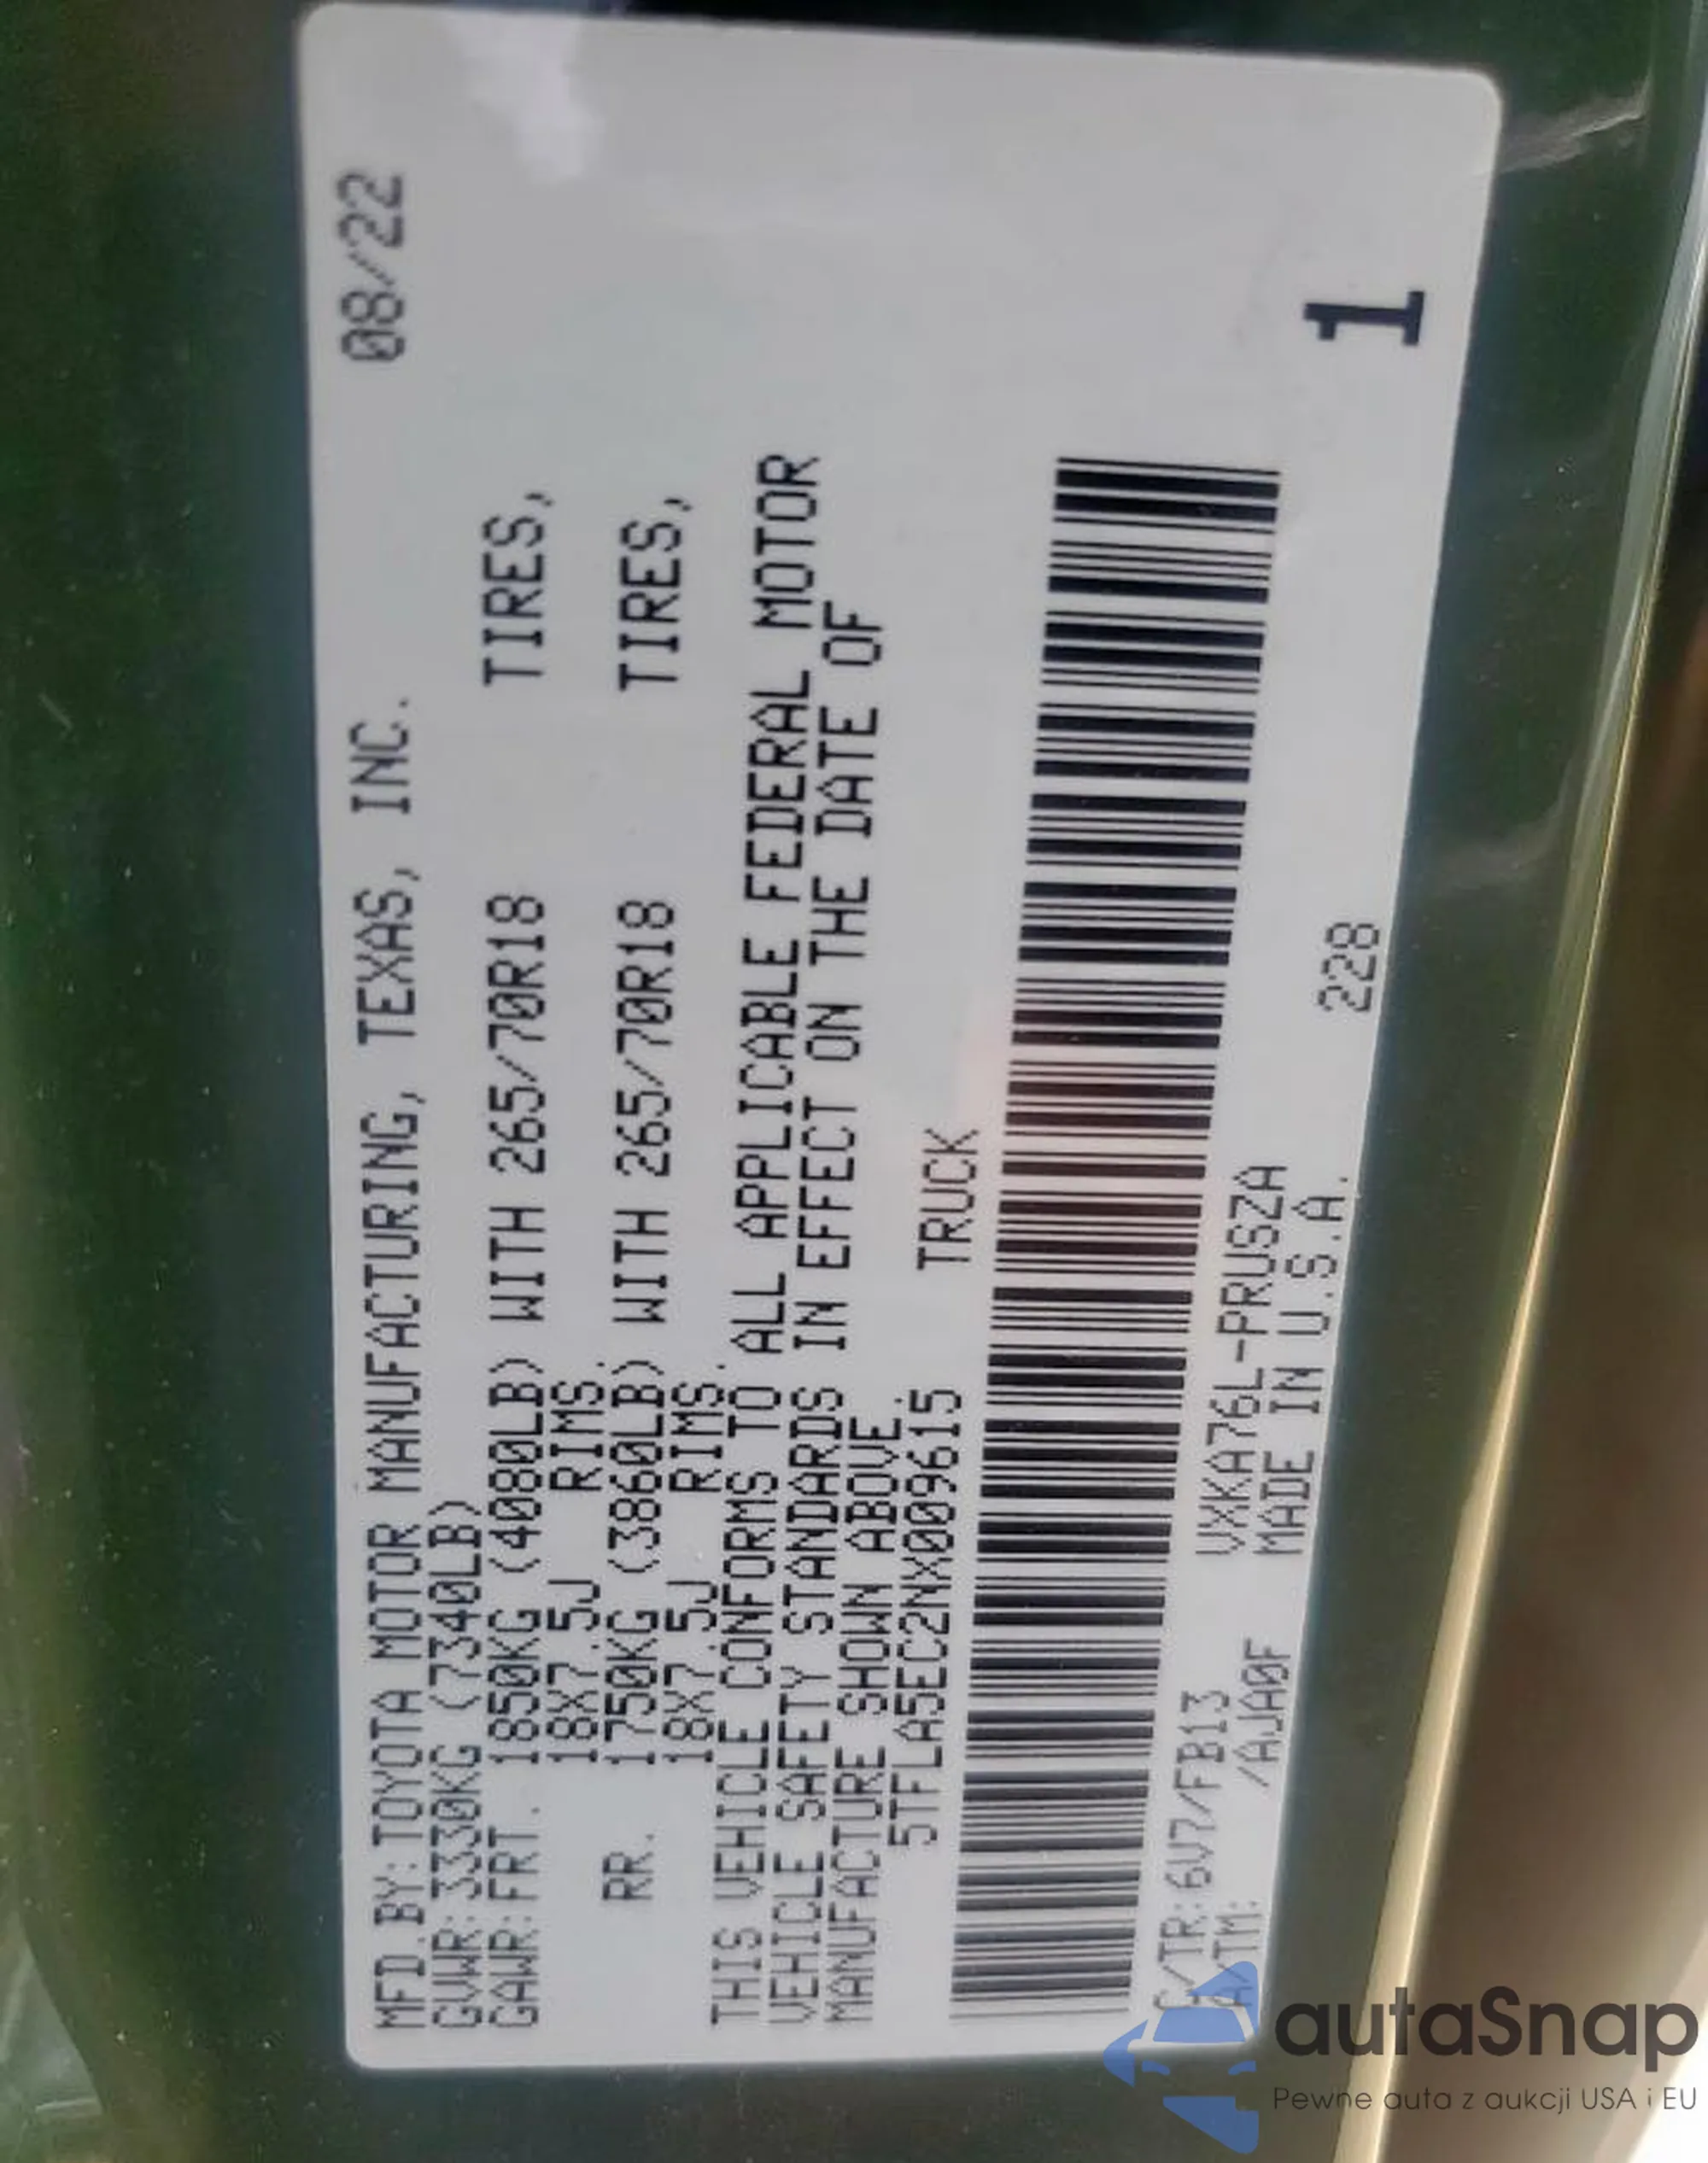 MFD.BY:TOYOTA MOTOR MANUFACTURING, TEXAS, INC. 08/22
GVWR:3330KG (7340LB)
GAWR:FRT. 1850KG (4080LB) WITH 265/70R18 TIRES,
18X7.5J RIMS.
RR. 1750KG (3860LB) WITH 265/70R18 TIRES,
18X7.5J RIMS.
THIS VEHICLE CONFORMS TO ALL APPLICABLE FEDERAL MOTOR
VEHICLE SAFETY STANDARDS IN EFFECT ON THE DATE OF
MANUFACTURE SHOWN ABOVE.
5TFLA5EC2NX009615 TRUCK
C/TR:6V7/FB13 VXKA76L-PRUSZA
A/TM: /AJA0F MADE IN U.S.A.
228
1
autaSnap
Pewne auta z aukcji USA i EU